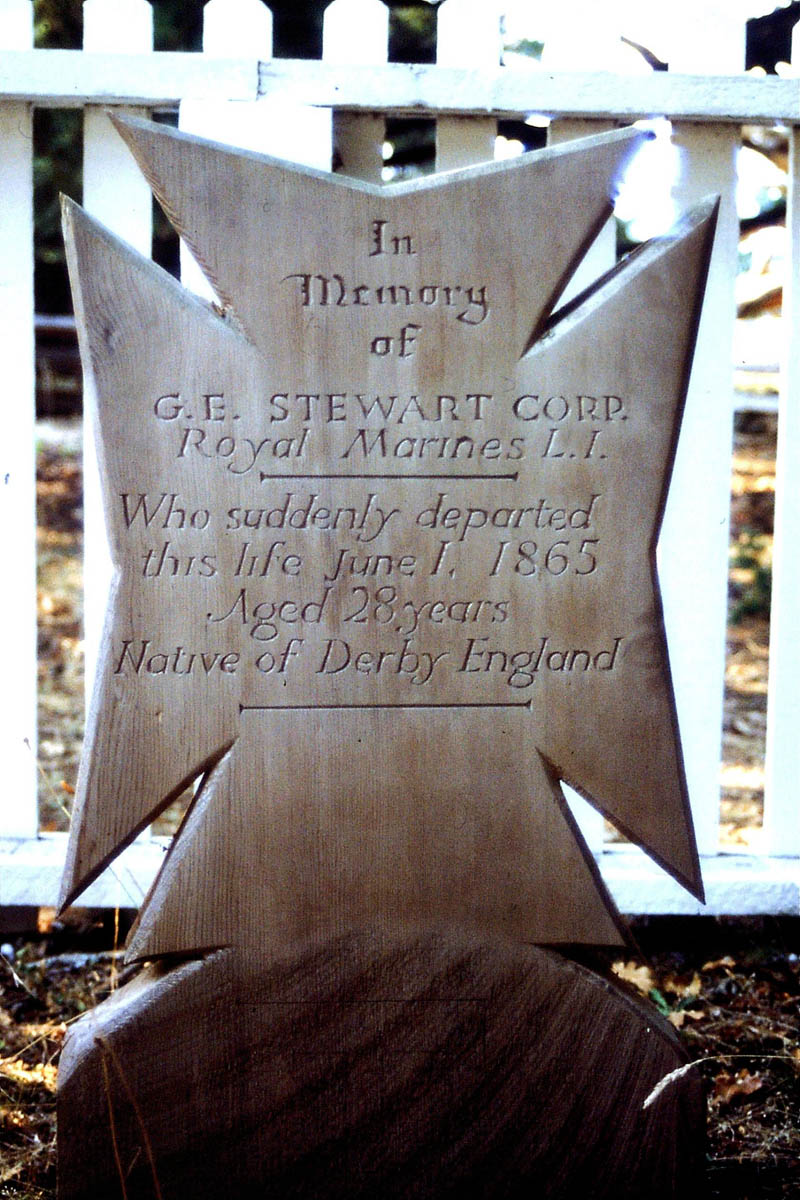 In
Memory
of
G.E. STEWART CORP.
Royal Marines L.I.
Who suddenly departed
this life June 1, 1865
Aged 28 years
Native of Derby England